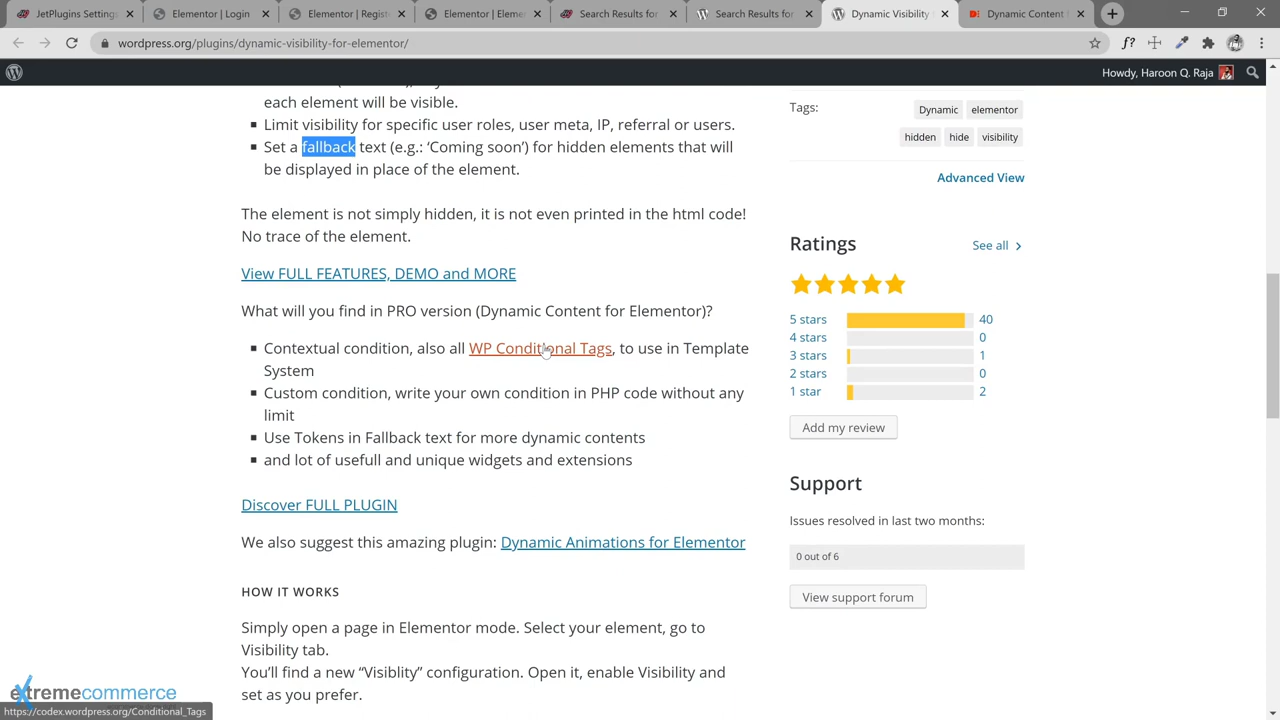 JetPlugins Settings
Elementor | Login
Elementor | Regist
Elementor | Eleme
Search Results for
Search Results for
Dynamic Visibility
Dynamic Content
wordpress.org/plugins/dynamic-visibility-for-elementor/
Howdy, Haroon Q. Raja
each element will be visible.
Limit visibility for specific user roles, user meta, IP, referral or users.
Set a fallback text (e.g.: ‘Coming soon’) for hidden elements that will
be displayed in place of the element.
The element is not simply hidden, it is not even printed in the html code!
No trace of the element.
View FULL FEATURES, DEMO and MORE
What will you find in PRO version (Dynamic Content for Elementor)?
Contextual condition, also all WP Conditional Tags, to use in Template
System
Custom condition, write your own condition in PHP code without any
limit
Use Tokens in Fallback text for more dynamic contents
and lot of usefull and unique widgets and extensions
Discover FULL PLUGIN
We also suggest this amazing plugin: Dynamic Animations for Elementor
HOW IT WORKS
Simply open a page in Elementor mode. Select your element, go to
Visibility tab.
You’ll find a new “Visiblity” configuration. Open it, enable Visibility and
set as you prefer.
Tags: Dynamic elementor
hidden hide visibility
Advanced View
Ratings See all
5 stars 40
4 stars 0
3 stars 1
2 stars 0
1 star 2
Add my review
Support
Issues resolved in last two months:
0 out of 6
View support forum
extremecommerce
https://codex.wordpress.org/Conditional_Tags